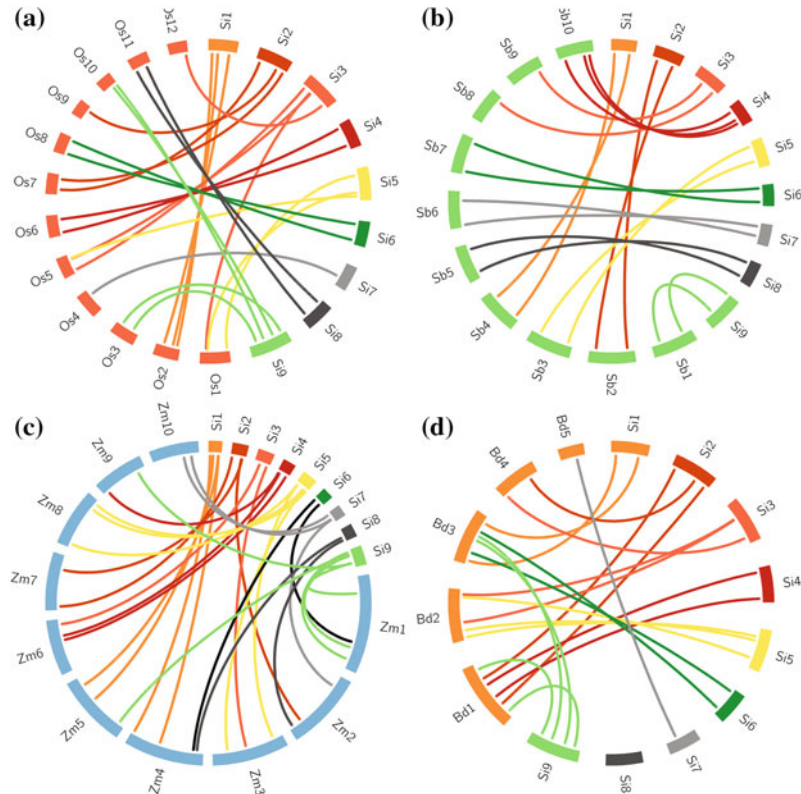 (a)
Os12
Os11
Os10
Os9
Os8
Os7
Os6
Os5
Os4
Os3
Os2
Os1
Si1
Si2
Si3
Si4
Si5
Si6
Si7
Si8
Si9
(b)
Sb10
Sb9
Sb8
Sb7
Sb6
Sb5
Sb4
Sb3
Sb2
Sb1
Si1
Si2
Si3
Si4
Si5
Si6
Si7
Si8
Si9
(c)
Zm10
Zm9
Zm8
Zm7
Zm6
Zm5
Zm4
Zm3
Zm2
Zm1
Si1
Si2
Si3
Si4
Si5
Si6
Si7
Si8
Si9
(d)
Bd5
Bd4
Bd3
Bd2
Bd1
Si1
Si2
Si3
Si4
Si5
Si6
Si7
Si8
Si9